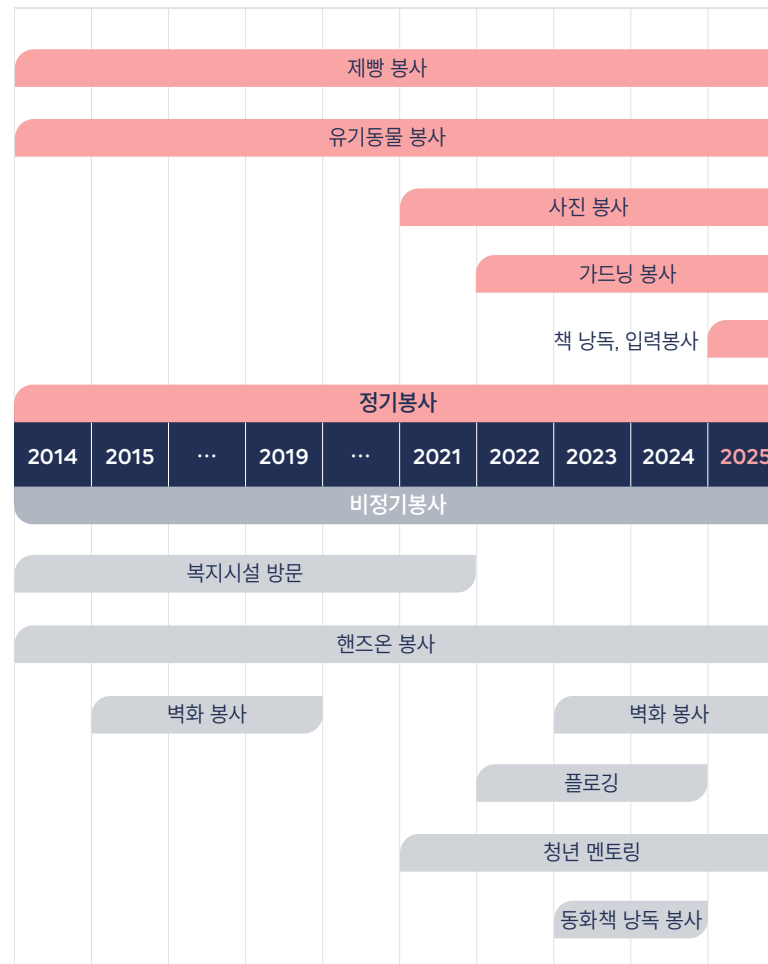 제빵 봉사
유기동물 봉사
사진 봉사
가드닝 봉사
책 낭독, 입력봉사
정기봉사
2014 2015 … 2019 … 2021 2022 2023 2024 2025
비정기봉사
복지시설 방문
핸즈온 봉사
벽화 봉사 벽화 봉사
플로깅
청년 멘토링
동화책 낭독 봉사